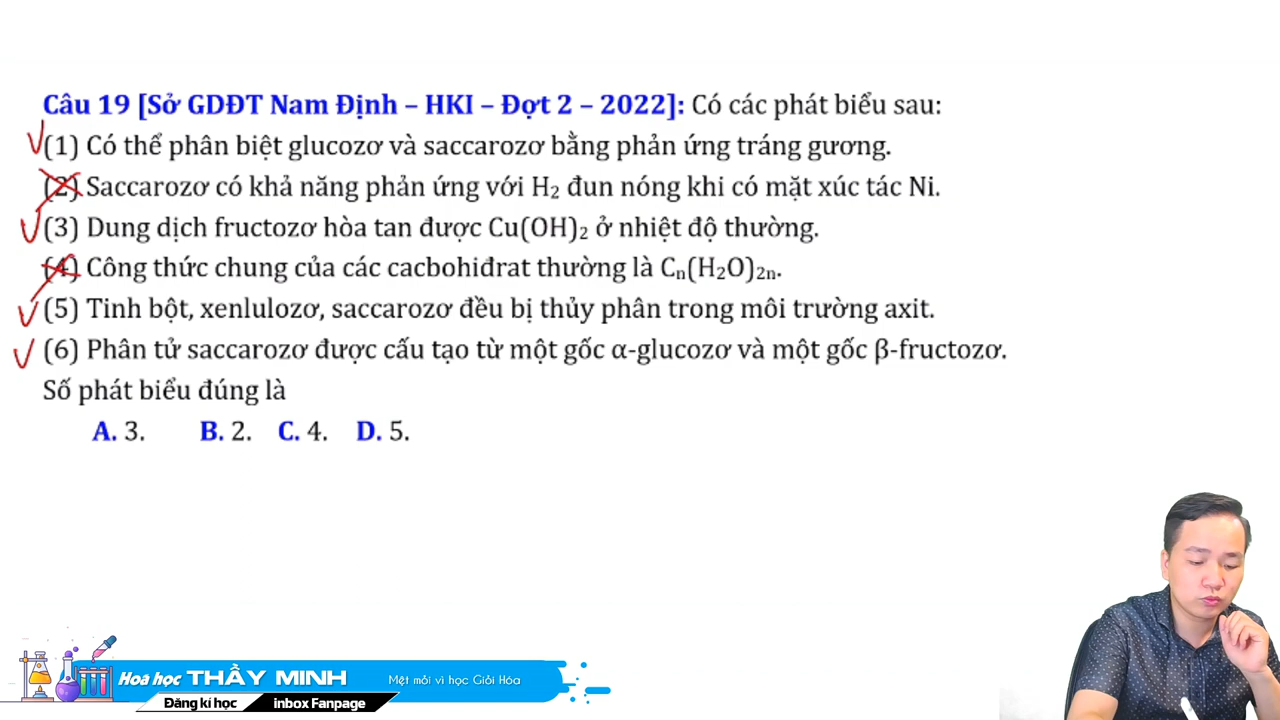 Câu 19 [Sở GDĐT Nam Định – HKI – Đợt 2 – 2022]: Có các phát biểu sau:
(1) Có thể phân biệt glucozơ và saccarozơ bằng phản ứng tráng gương.
(2) Saccarozơ có khả năng phản ứng với H₂ đun nóng khi có mặt xúc tác Ni.
(3) Dung dịch fructozơ hòa tan được Cu(OH)₂ ở nhiệt độ thường.
(4) Công thức chung của các cacbohiđrat thường là Cₙ(H₂O)₂ₙ.
(5) Tinh bột, xenlulozơ, saccarozơ đều bị thủy phân trong môi trường axit.
(6) Phân tử saccarozơ được cấu tạo từ một gốc α-glucozơ và một gốc β-fructozơ.
Số phát biểu đúng là
A. 3. B. 2. C. 4. D. 5.
Hoá học THẦY MINH Mệt mỏi vì học Giỏi Hóa
Đăng kí học inbox Fanpage